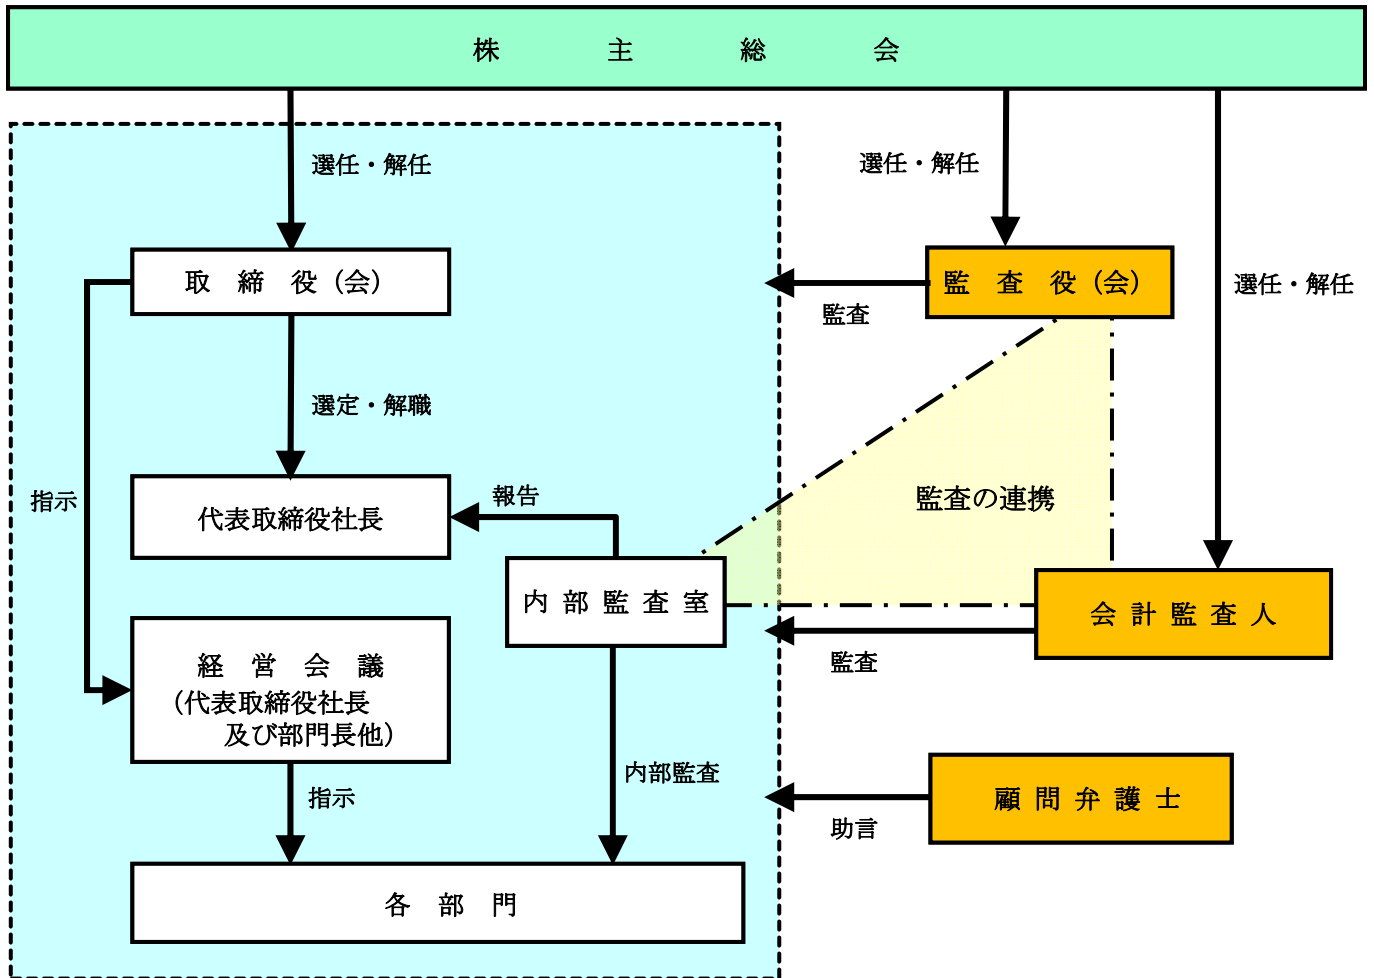 株主総会
選任・解任
選任・解任
選任・解任
取締役(会)
監査役(会)
監査
選定・解職
指示
報告
監査の連携
代表取締役社長
内部監査室
会計監査人
監査
経営会議
(代表取締役社長
及び部門長他)
内部監査
指示
顧問弁護士
助言
各部門